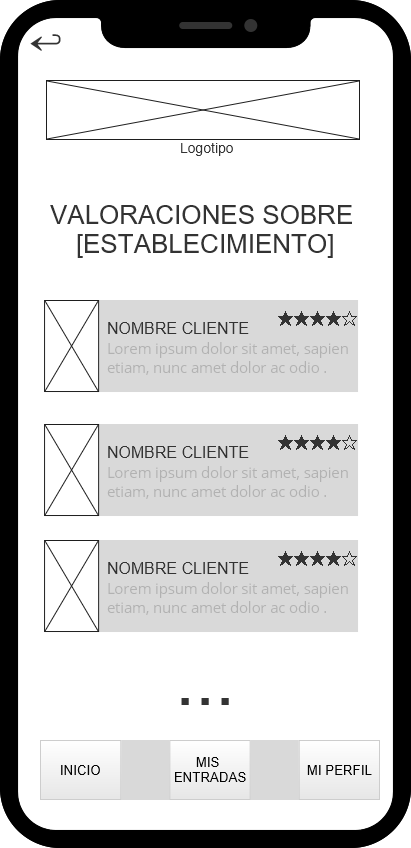 Logotipo
VALORACIONES SOBRE
[ESTABLECIMIENTO]
NOMBRE CLIENTE
Lorem ipsum dolor sit amet, sapien
etiam, nunc amet dolor ac odio .
NOMBRE CLIENTE
Lorem ipsum dolor sit amet, sapien
etiam, nunc amet dolor ac odio .
NOMBRE CLIENTE
Lorem ipsum dolor sit amet, sapien
etiam, nunc amet dolor ac odio .
...
INICIO
MIS
ENTRADAS
MI PERFIL